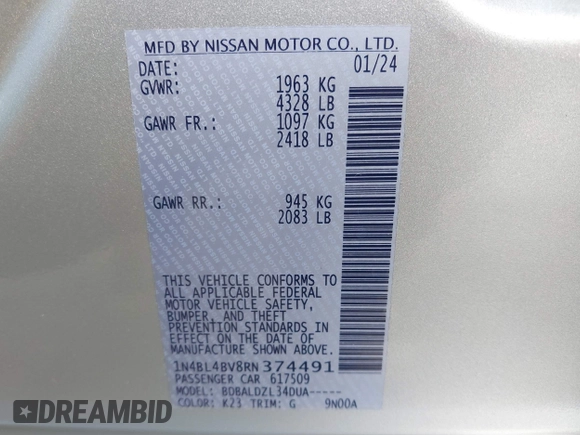 MFD BY NISSAN MOTOR CO., LTD.
DATE: 01/24
GVWR: 1963 KG
4328 LB
GAWR FR.: 1097 KG
2418 LB
GAWR RR.: 945 KG
2083 LB
THIS VEHICLE CONFORMS TO
ALL APPLICABLE FEDERAL
MOTOR VEHICLE SAFETY,
BUMPER, AND THEFT
PREVENTION STANDARDS IN
EFFECT ON THE DATE OF
MANUFACTURE SHOWN ABOVE.
1N4BL4BV8RN374491
PASSENGER CAR 617509
MODEL: BDBALDZL34DUA-----
COLOR: K23 TRIM: G 9N00A
DREAMBID